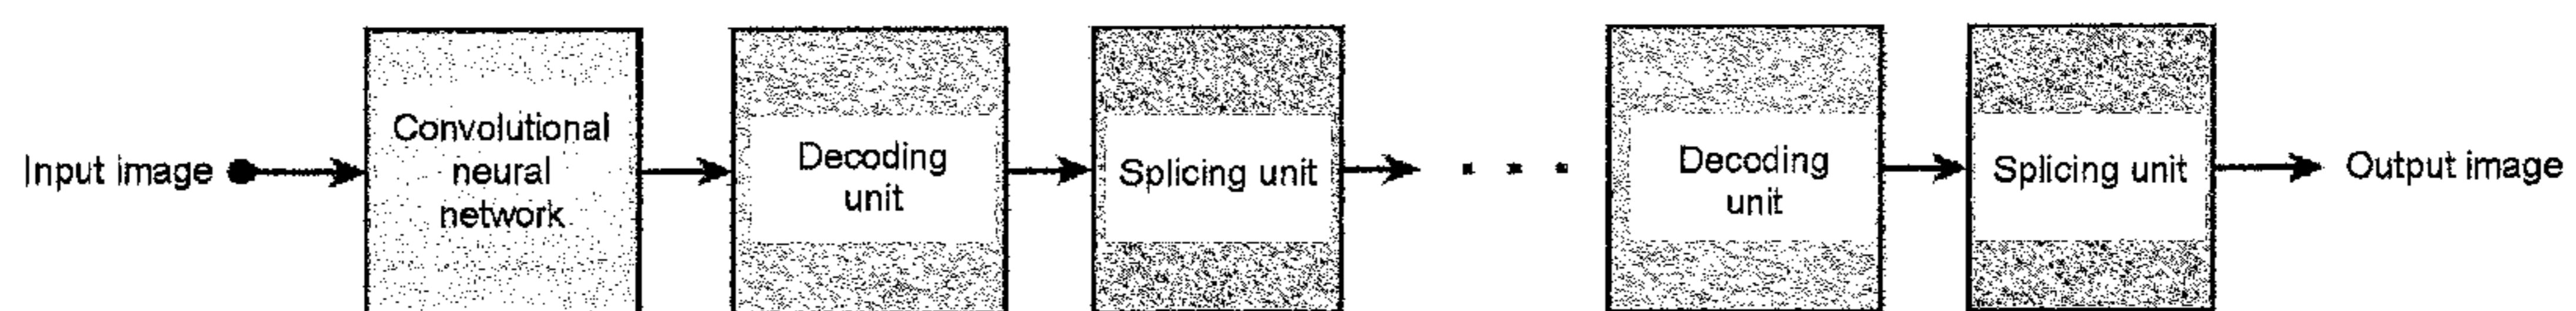 Input image
Convolutional
neural
network
Decoding
unit
Splicing unit
. . .
Decoding
unit
Splicing unit
Output image